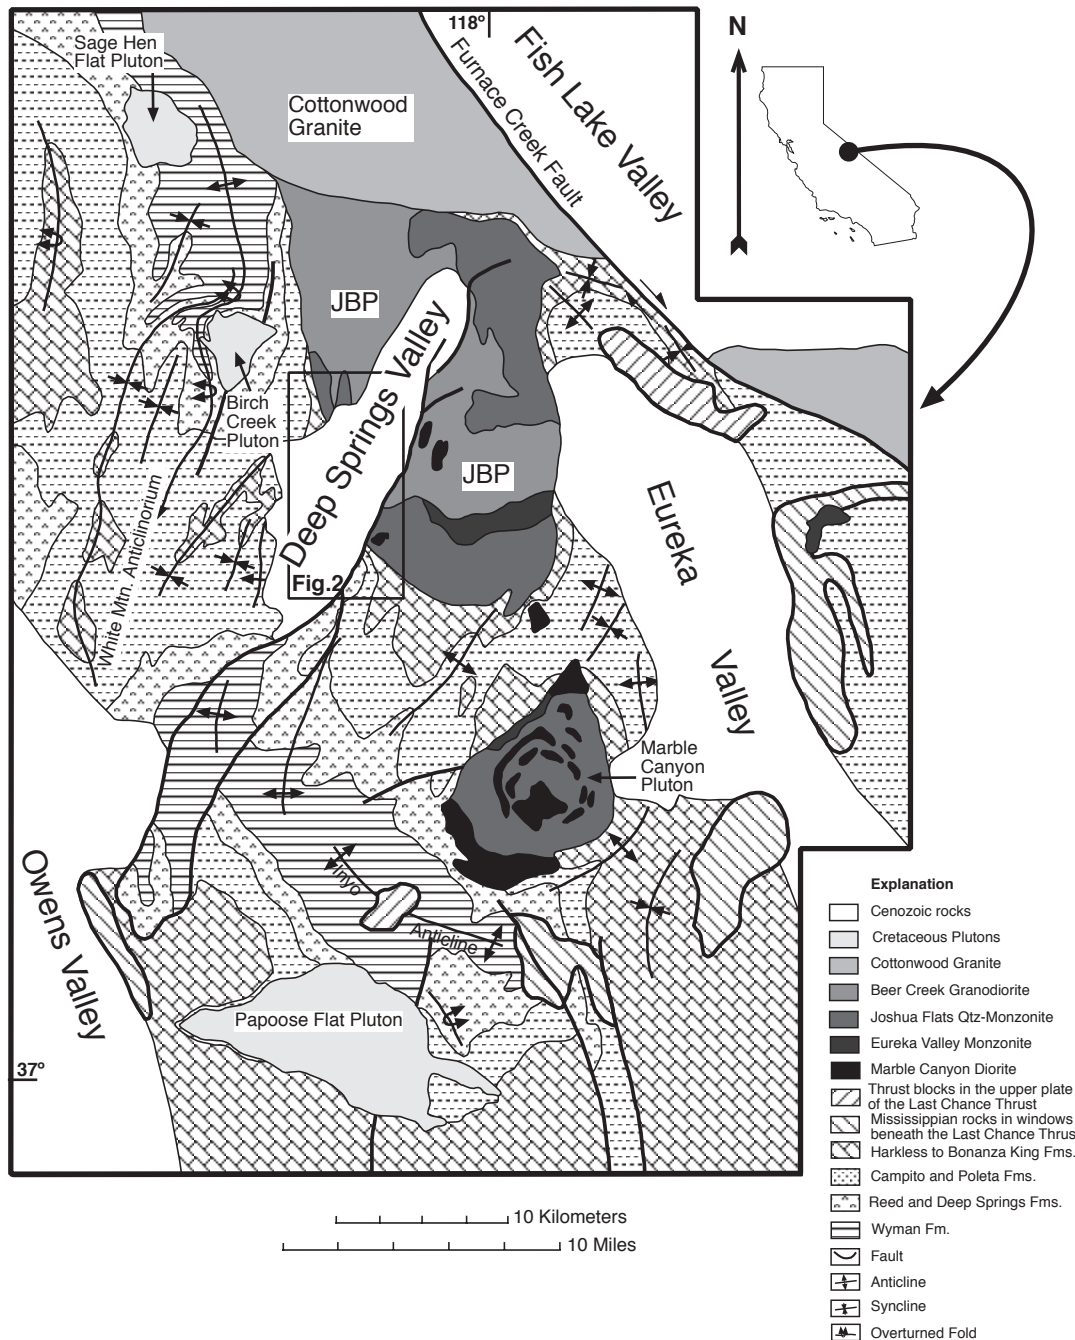 118º
N
Sage Hen
Flat Pluton
Fish Lake Valley
Furnace Creek Fault
Cottonwood
Granite
JBP
Deep Springs Valley
Birch
Creek
Pluton
JBP
Eureka
Valley
White Mtn. Anticlinorium
Fig.2
Marble
Canyon
Pluton
Owens Valley
Inyo
Anticline
Papoose Flat Pluton
37º
Explanation
Cenozoic rocks
Cretaceous Plutons
Cottonwood Granite
Beer Creek Granodiorite
Joshua Flats Qtz-Monzonite
Eureka Valley Monzonite
Marble Canyon Diorite
Thrust blocks in the upper plate
of the Last Chance Thrust
Mississippian rocks in windows
beneath the Last Chance Thrus
Harkless to Bonanza King Fms.
Campito and Poleta Fms.
Reed and Deep Springs Fms.
Wyman Fm.
Fault
Anticline
Syncline
Overturned Fold
10 Kilometers
10 Miles